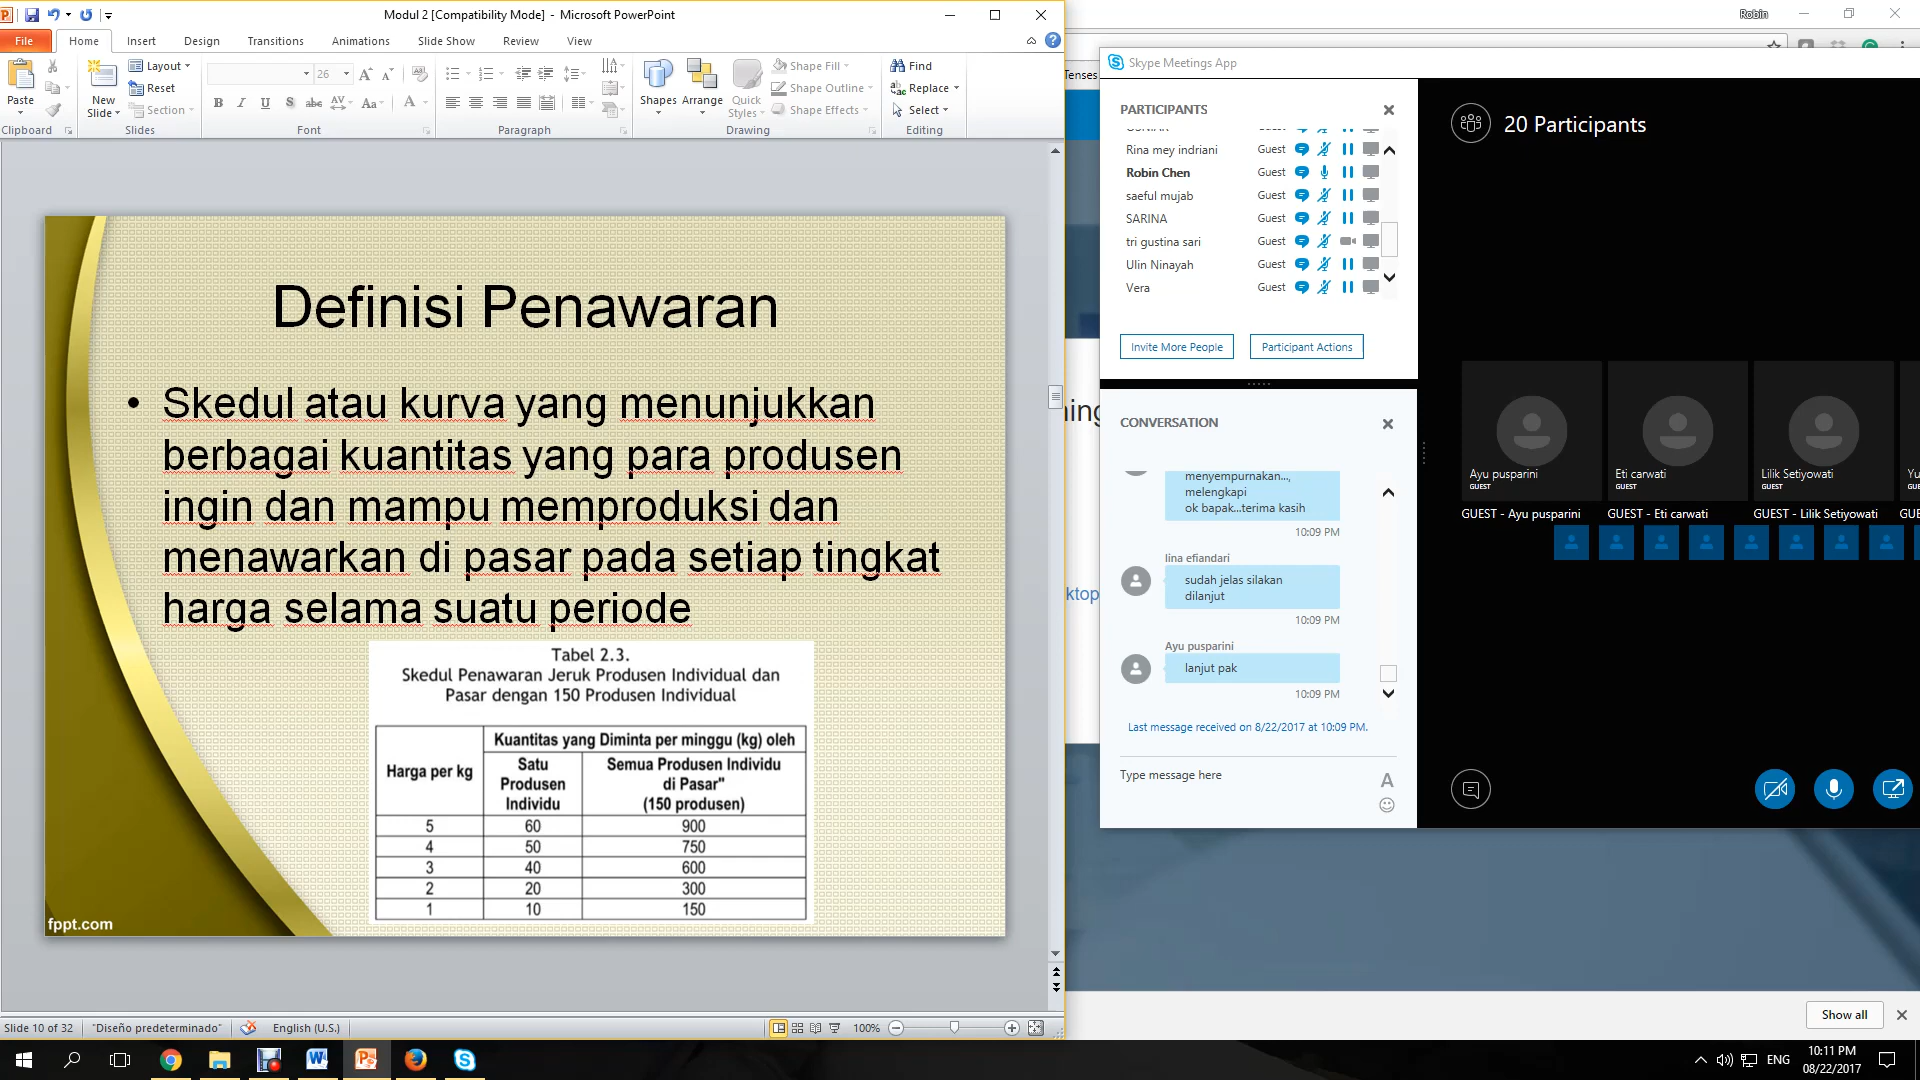 Modul 2 [Compatibility Mode] - Microsoft PowerPoint
File Home Insert Design Transitions Animations Slide Show Review View
Paste
Clipboard
New
Slide
Layout
Reset
Section
Slides
26
Font
Paragraph
Shapes
Arrange
Quick
Styles
Shape Fill
Shape Outline
Shape Effects
Drawing
Find
Replace
Select
Editing
Definisi Penawaran
• Skedul atau kurva yang menunjukkan
berbagai kuantitas yang para produsen
ingin dan mampu memproduksi dan
menawarkan di pasar pada setiap tingkat
harga selama suatu periode
Tabel 2.3.
Skedul Penawaran Jeruk Produsen Individual dan
Pasar dengan 150 Produsen Individual
Harga per kg
Kuantitas yang Diminta per minggu (kg) oleh
Satu
Produsen
Individu
Semua Produsen Individu
di Pasar"
(150 produsen)
5 60 900
4 50 750
3 40 600
2 20 300
1 10 150
fppt.com
Slide 10 of 32 "Diseño predeterminado" English (U.S.) 100%
Robin
Tenses
ktop
Skype Meetings App
PARTICIPANTS
Rina mey indriani Guest
Robin Chen Guest
saeful mujab Guest
SARINA Guest
tri gustina sari Guest
Ulin Ninayah Guest
Vera Guest
Invite More People
Participant Actions
CONVERSATION
menyempurnakan...,
melengkapi
ok bapak...terima kasih
10:09 PM
lina efiandari
sudah jelas silakan
dilanjut
10:09 PM
Ayu pusparini
lanjut pak
10:09 PM
Last message received on 8/22/2017 at 10:09 PM.
Type message here
20 Participants
Ayu pusparini
GUEST
Eti carwati
GUEST
Lilik Setiyowati
GUEST
GUEST - Ayu pusparini
GUEST - Eti carwati
GUEST - Lilik Setiyowati
Show all
ENG
10:11 PM
08/22/2017